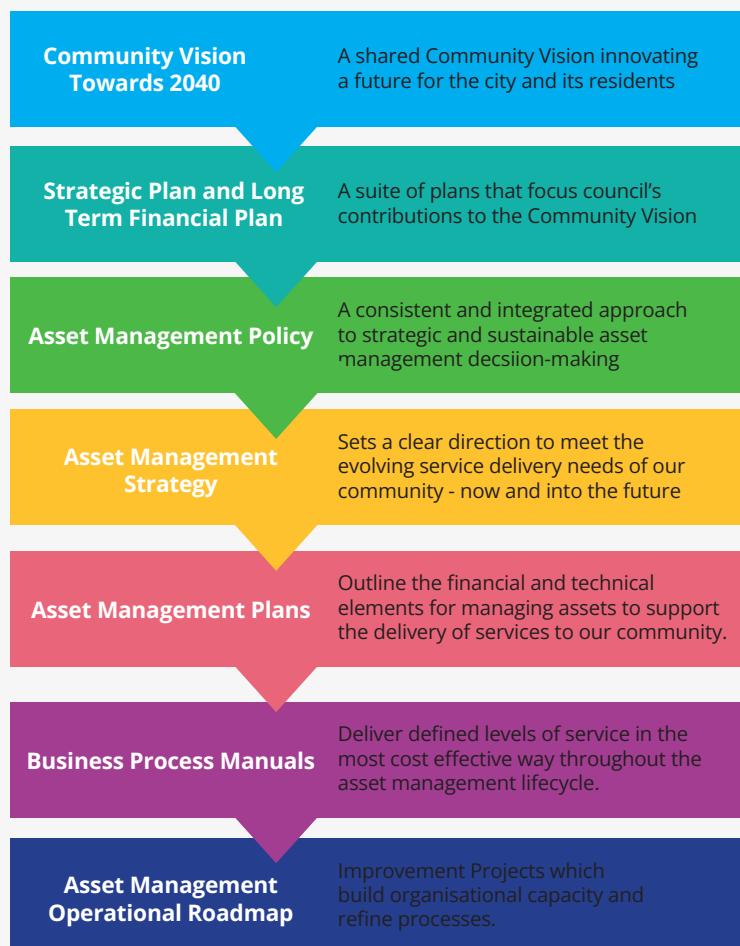 Community Vision
Towards 2040
A shared Community Vision innovating
a future for the city and its residents
Strategic Plan and Long
Term Financial Plan
A suite of plans that focus council’s
contributions to the Community Vision
Asset Management Policy
A consistent and integrated approach
to strategic and sustainable asset
management decsiion-making
Asset Management
Strategy
Sets a clear direction to meet the
evolving service delivery needs of our
community - now and into the future
Asset Management Plans
Outline the financial and technical
elements for managing assets to support
the delivery of services to our community.
Business Process Manuals
Deliver defined levels of service in the
most cost effective way throughout the
asset management lifecycle.
Asset Management
Operational Roadmap
Improvement Projects which
build organisational capacity and
refine processes.